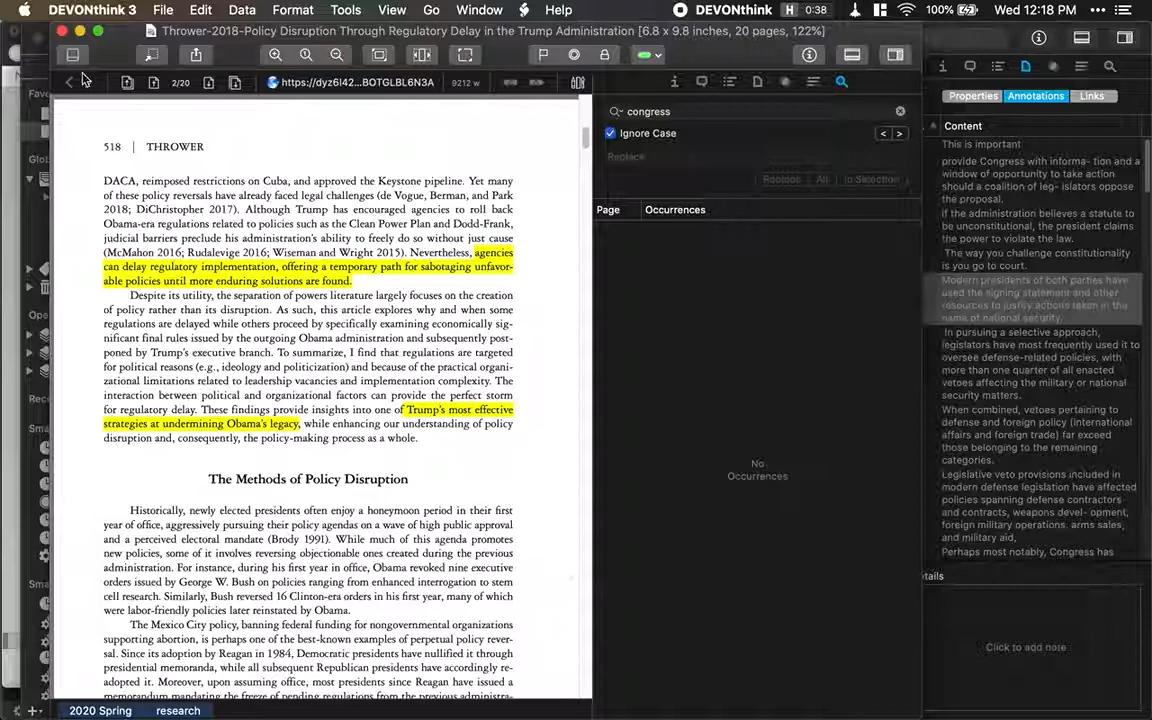 DEVONthink 3 File Edit Data Format Tools View Go Window Help DEVONthink H 0:38 100% Wed 12:18 PM
Thrower-2018-Policy Disruption Through Regulatory Delay in the Trump Administration [6.8 x 9.8 inches, 20 pages, 122%]
2/20 https://dyz6l42...BOTGLBL6N3A 9212 w
Favo
Glob
Ope
Sma
Sma
518 | THROWER
DACA, reimposed restrictions on Cuba, and approved the Keystone pipeline. Yet many
of these policy reversals have already faced legal challenges (de Vogue, Berman, and Park
2018; DiChristopher 2017). Although Trump has encouraged agencies to roll back
Obama-era regulations related to policies such as the Clean Power Plan and Dodd-Frank,
judicial barriers preclude his administration's ability to freely do so without just cause
(McMahon 2016; Rudalevige 2016; Wiseman and Wright 2015). Nevertheless, agencies
can delay regulatory implementation, offering a temporary path for sabotaging unfavor-
able policies until more enduring solutions are found.
Despite its utility, the separation of powers literature largely focuses on the creation
of policy rather than its disruption. As such, this article explores why and when some
regulations are delayed while others proceed by specifically examining economically sig-
nificant final rules issued by the outgoing Obama administration and subsequently post-
poned by Trump's executive branch. To summarize, I find that regulations are targeted
for political reasons (e.g., ideology and politicization) and because of the practical organi-
zational limitations related to leadership vacancies and implementation complexity. The
interaction between political and organizational factors can provide the perfect storm
for regulatory delay. These findings provide insights into one of Trump's most effective
strategies at undermining Obama's legacy, while enhancing our understanding of policy
disruption and, consequently, the policy-making process as a whole.
The Methods of Policy Disruption
Historically, newly elected presidents often enjoy a honeymoon period in their first
year of office, aggressively pursuing their policy agendas on a wave of high public approval
and a perceived electoral mandate (Brody 1991). While much of this agenda promotes
new policies, some of it involves reversing objectionable ones created during the previous
administration. For instance, during his first year in office, Obama revoked nine executive
orders issued by George W. Bush on policies ranging from enhanced interrogation to stem
cell research. Similarly, Bush reversed 16 Clinton-era orders in his first year, many of which
were labor-friendly policies later reinstated by Obama.
The Mexico City policy, banning federal funding for nongovernmental organizations
supporting abortion, is perhaps one of the best-known examples of perpetual policy rever-
sal. Since its adoption by Reagan in 1984, Democratic presidents have nullified it through
presidential memoranda, while all subsequent Republican presidents have accordingly re-
adopted it. Moreover, upon assuming office, most presidents since Reagan have issued a
memorandum mandating the freeze of pending regulations from the previous administra-
2020 Spring research
congress
Ignore Case < >
Replace
Replace All In Selection
Page Occurrences
No
Occurrences
Properties Annotations Links
Content
This is important
provide Congress with informa- tion and a
window of opportunity to take action
should a coalition of leg- islators oppose
the proposal.
If the administration believes a statute to
be unconstitutional, the president claims
the power to violate the law.
The way you challenge constitutionality
is you go to court.
Modern presidents of both parties have
used the signing statement and other
resources to justify actions taken in the
name of national security.
In pursuing a selective approach,
legislators have most frequently used it to
oversee defense-related policies, with
more than one quarter of all enacted
vetoes affecting the military or national
security matters.
When combined, vetoes pertaining to
defense and foreign policy (international
affairs and foreign trade) far exceed
those belonging to the remaining
categories.
Legislative veto provisions included in
modern defense legislation have affected
policies spanning defense contractors
and contracts, weapons devel- opment,
foreign military operations. arms sales,
and military aid,
Perhaps most notably, Congress has
tails
Click to add note